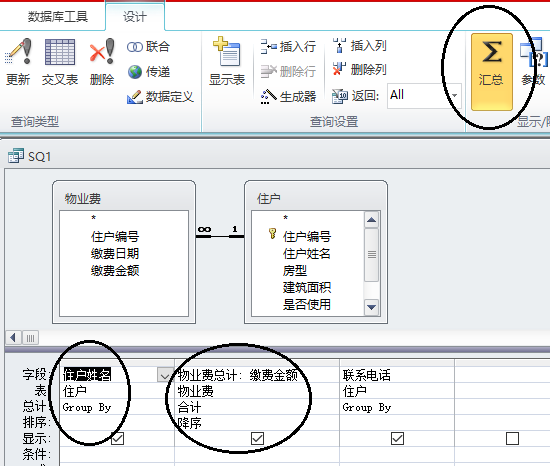 数据库工具 设计
更新 交叉表 删除 联合 传递 数据定义 显示表 插入行 删除行 生成器 插入列 删除列 返回: All Σ 汇总 参数
查询类型 查询设置 显示/
SQ1
物业费 住户
* *
住户编号 住户编号
缴费日期 住户姓名
缴费金额 房型
建筑面积
是否使用
∞ 1
字段: 住户姓名 物业费总计: 缴费金额 联系电话
表: 住户 物业费 住户
总计: Group By 合计 Group By
排序: 降序
显示:
条件: